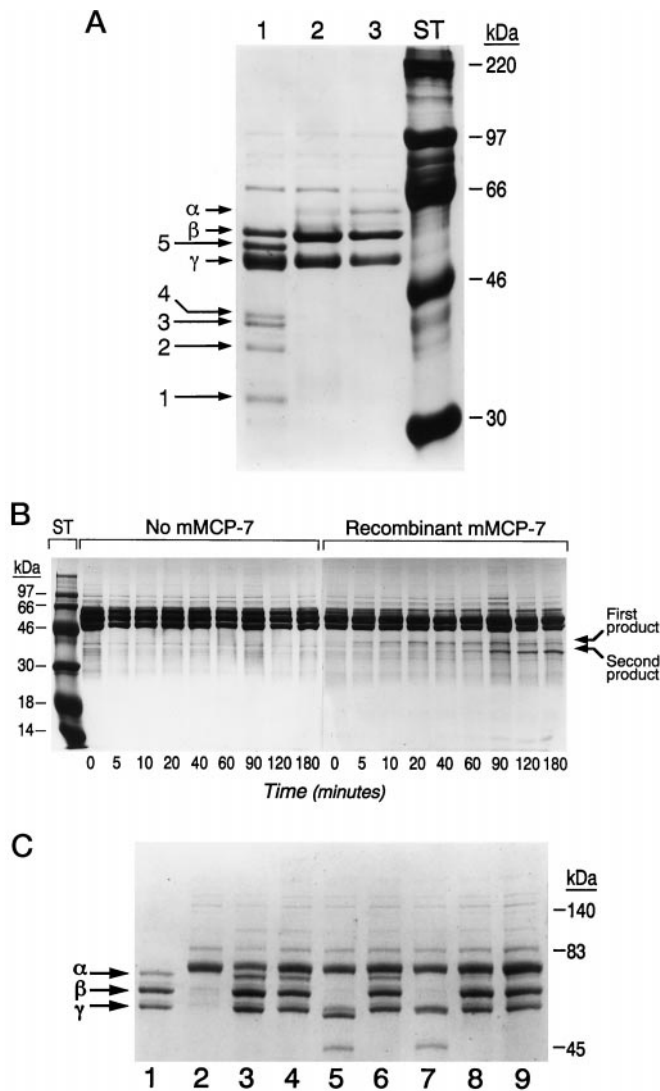 A
1 2 3 ST kDa
220
97
α
66
β
5
γ
46
4
3
2
1
30
B
ST No mMCP-7 Recombinant mMCP-7
kDa
97
66
46
30
18
14
First product
Second product
0 5 10 20 40 60 90 120 180 0 5 10 20 40 60 90 120 180
Time (minutes)
C
kDa
140
83
α
β
γ
45
1 2 3 4 5 6 7 8 9